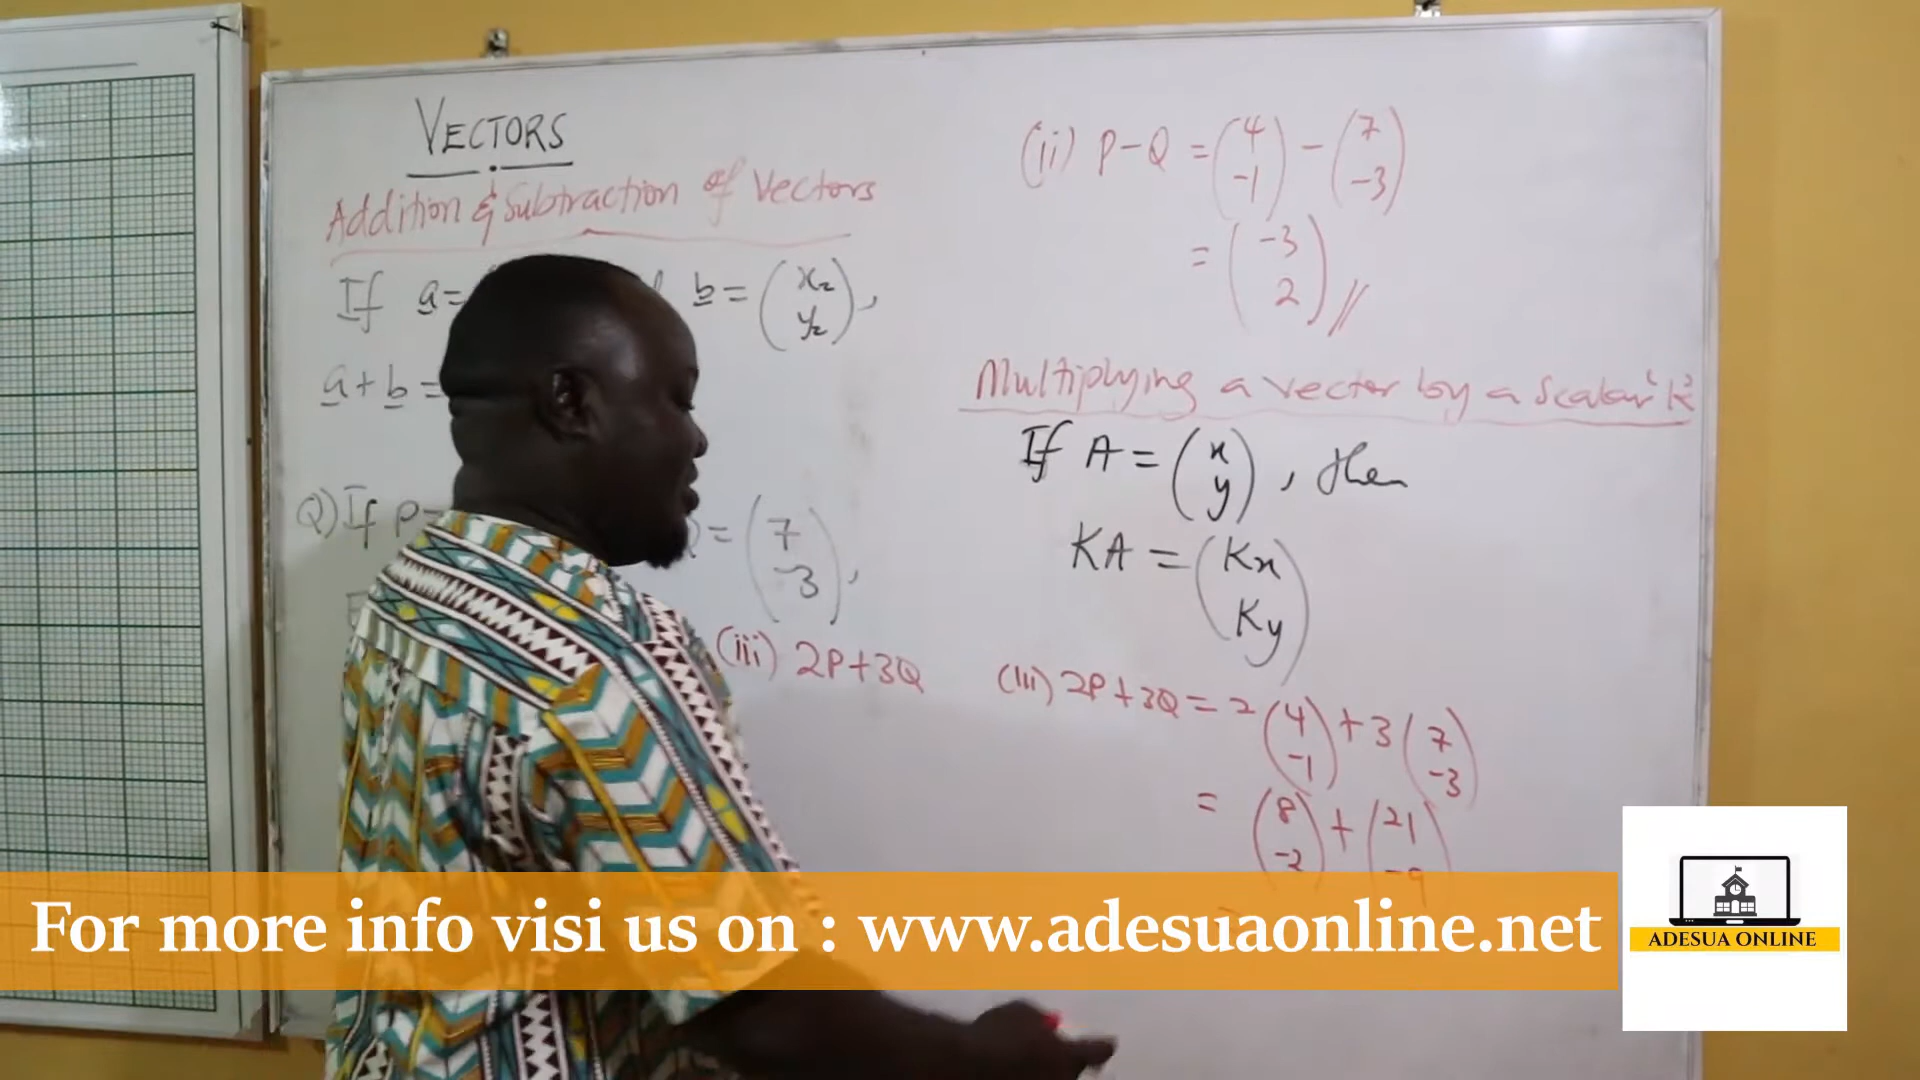 VECTORS
Addition & Subtraction of Vectors
If a= b = (x₂
y₂),
a + b =
Q) If P= = (7
-3),
(iii) 2P+3Q
(ii) P-Q = (4
-1) - (7
-3)
= (-3
2)//
Multiplying a vector by a Scalar 'k'
If A = (x
y), then
KA = (Kx
Ky)
(iii) 2P+3Q = 2(4
-1) + 3(7
-3)
= (8
-2) + (21
-9
For more info visi us on : www.adesuaonline.net
ADESUA ONLINE